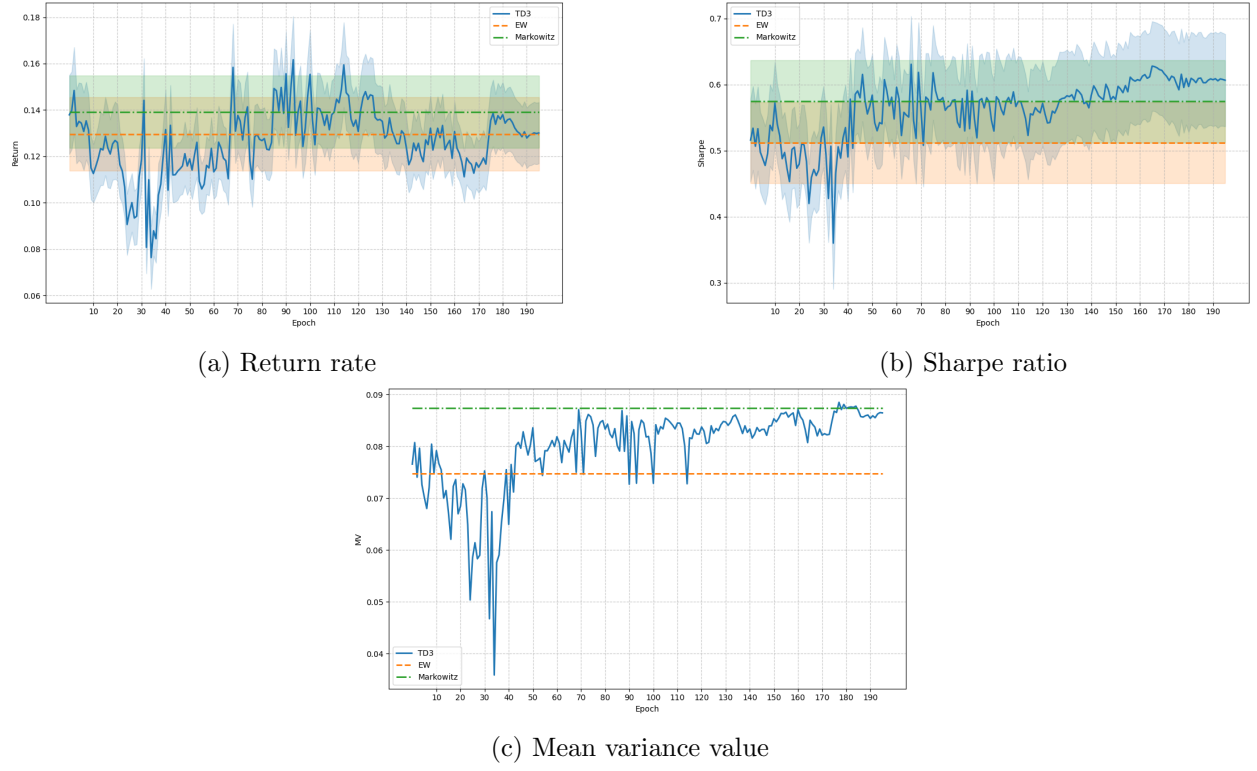 0.18
0.16
0.14
0.12
0.10
0.08
0.06
Return
TD3
EW
Markowitz
10 20 30 40 50 60 70 80 90 100 110 120 130 140 150 160 170 180 190
Epoch
(a) Return rate
0.7
0.6
0.5
0.4
0.3
Sharpe
TD3
EW
Markowitz
10 20 30 40 50 60 70 80 90 100 110 120 130 140 150 160 170 180 190
Epoch
(b) Sharpe ratio
0.09
0.08
0.07
0.06
0.05
0.04
MV
TD3
EW
Markowitz
10 20 30 40 50 60 70 80 90 100 110 120 130 140 150 160 170 180 190
Epoch
(c) Mean variance value